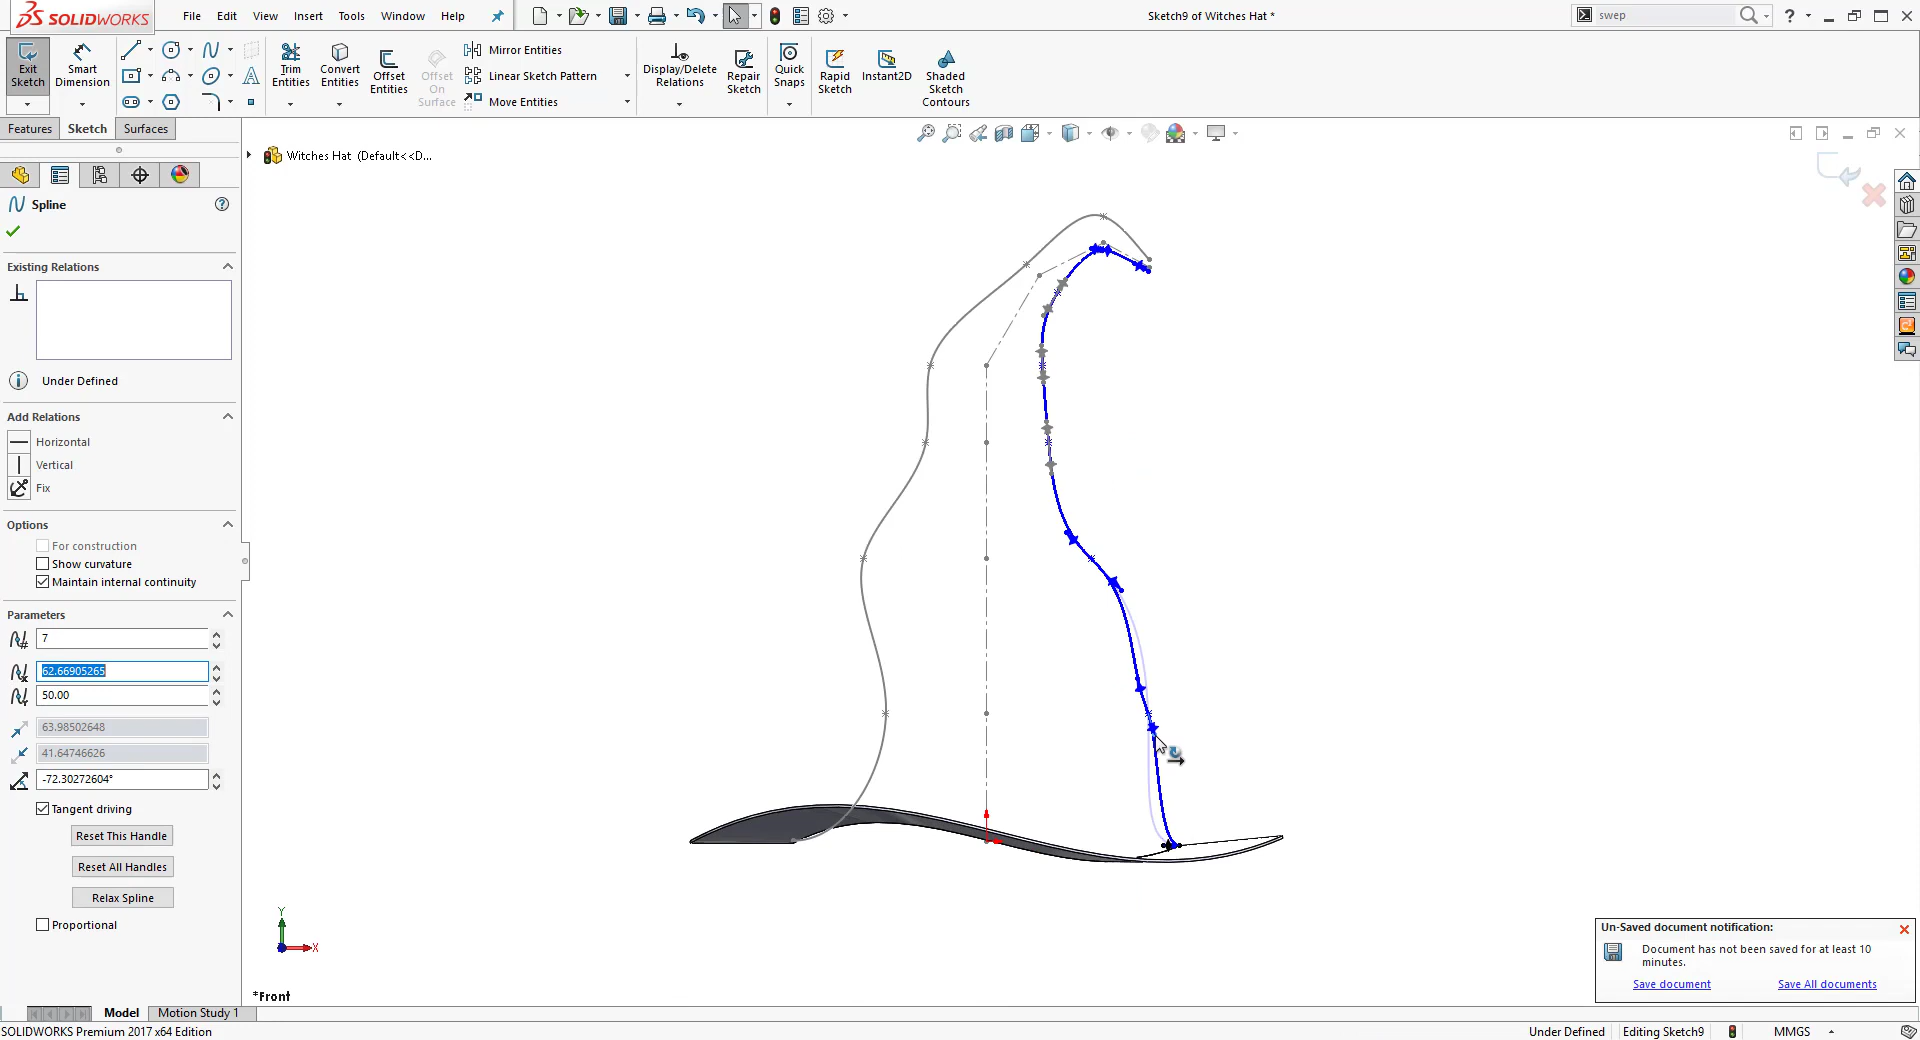 SOLIDWORKS
File Edit View Insert Tools Window Help
Sketch9 of Witches Hat *
swep
Exit Sketch
Smart Dimension
Trim Entities
Convert Entities
Offset Entities
Offset On Surface
Mirror Entities
Linear Sketch Pattern
Move Entities
Display/Delete Relations
Repair Sketch
Quick Snaps
Rapid Sketch
Instant2D
Shaded Sketch Contours
Features Sketch Surfaces
Witches Hat (Default<<D...
Spline
Existing Relations
Under Defined
Add Relations
Horizontal
Vertical
Fix
Options
For construction
Show curvature
Maintain internal continuity
Parameters
7
62.66905265
50.00
63.98502648
41.64746626
-72.30272604°
Tangent driving
Reset This Handle
Reset All Handles
Relax Spline
Proportional
Y
X
*Front
Un-Saved document notification:
Document has not been saved for at least 10
minutes.
Save document Save All documents
Model Motion Study 1
SOLIDWORKS Premium 2017 x64 Edition
Under Defined Editing Sketch9 MMGS